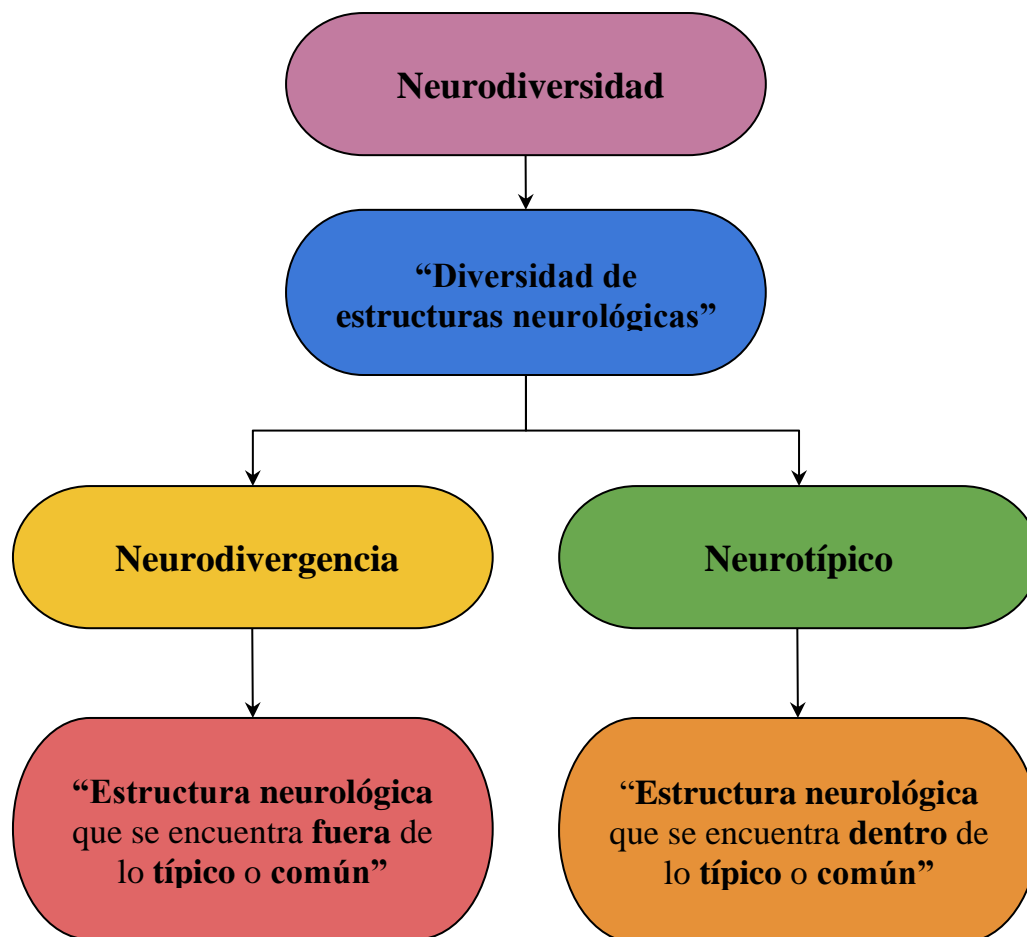 Neurodiversidad
“Diversidad de
estructuras neurológicas”
Neurodivergencia
Neurotípico
“Estructura neurológica
que se encuentra fuera de
lo típico o común”
“Estructura neurológica
que se encuentra dentro de
lo típico o común”